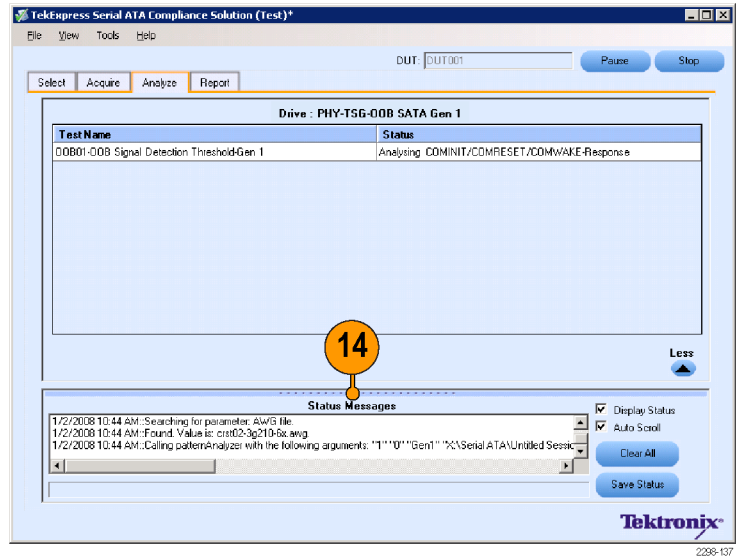 TekExpress Serial ATA Compliance Solution (Test)*
File View Tools Help
DUT: DUT001 Pause Stop
Select Acquire Analyze Report
Drive : PHY-TSG-OOB SATA Gen 1
Test Name Status
OOB01-OOB Signal Detection Threshold-Gen 1 Analysing COMINIT/COMRESET/COMWAKE-Response
14
Less
Status Messages
Display Status
1/2/2008 10:44 AM::Searching for parameter: AWG file.
Auto Scroll
1/2/2008 10:44 AM::Found. Value is: crst02-3g210-6x.awg.
1/2/2008 10:44 AM::Calling patternAnalyzer with the following arguments: "1" "0" "Gen1" "X:\Serial ATA\Untitled Sessic
Clear All
Save Status
Tektronix
2298-137